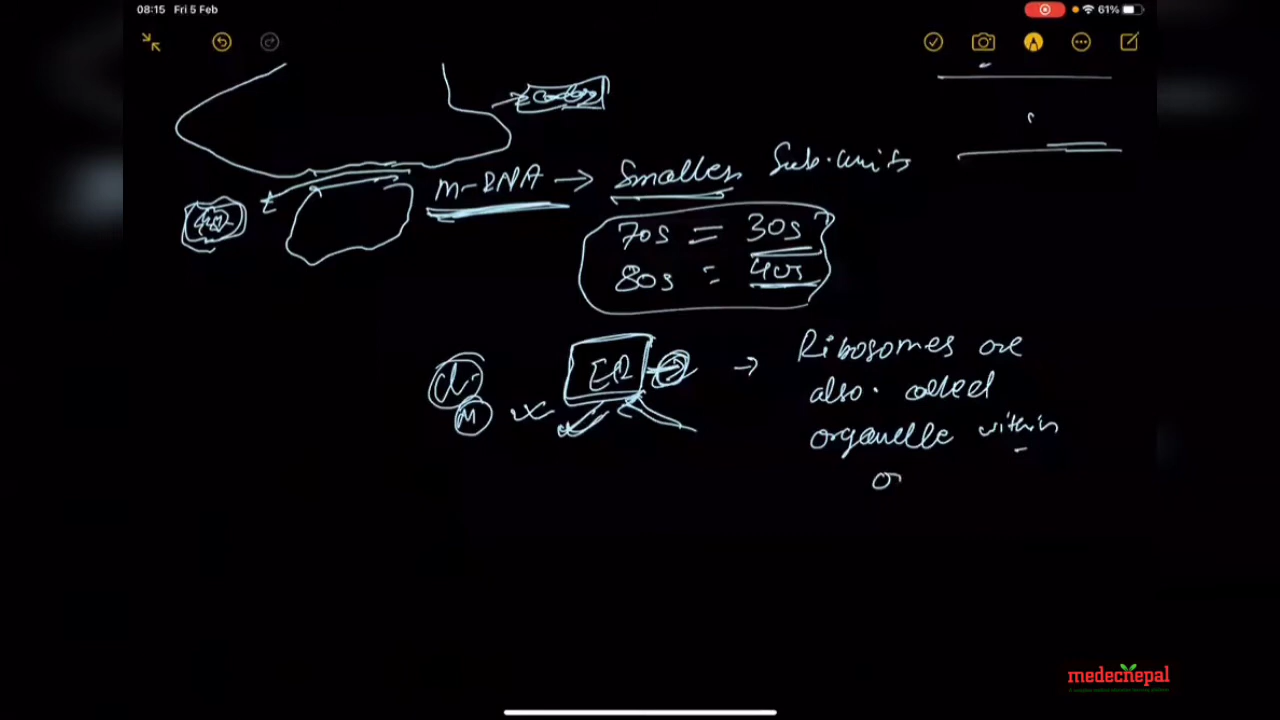 08:15 Fri 5 Feb
61%
m-RNA → Smaller Sub-units
70s = 30s
80s = 40s
ER
→ Ribosomes are
also called
organelle within
o
M
medecnepal